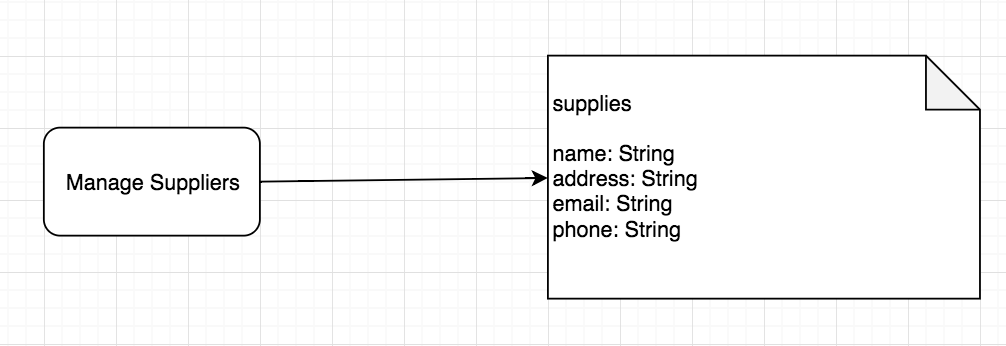 Manage Suppliers
supplies
name: String
address: String
email: String
phone: String